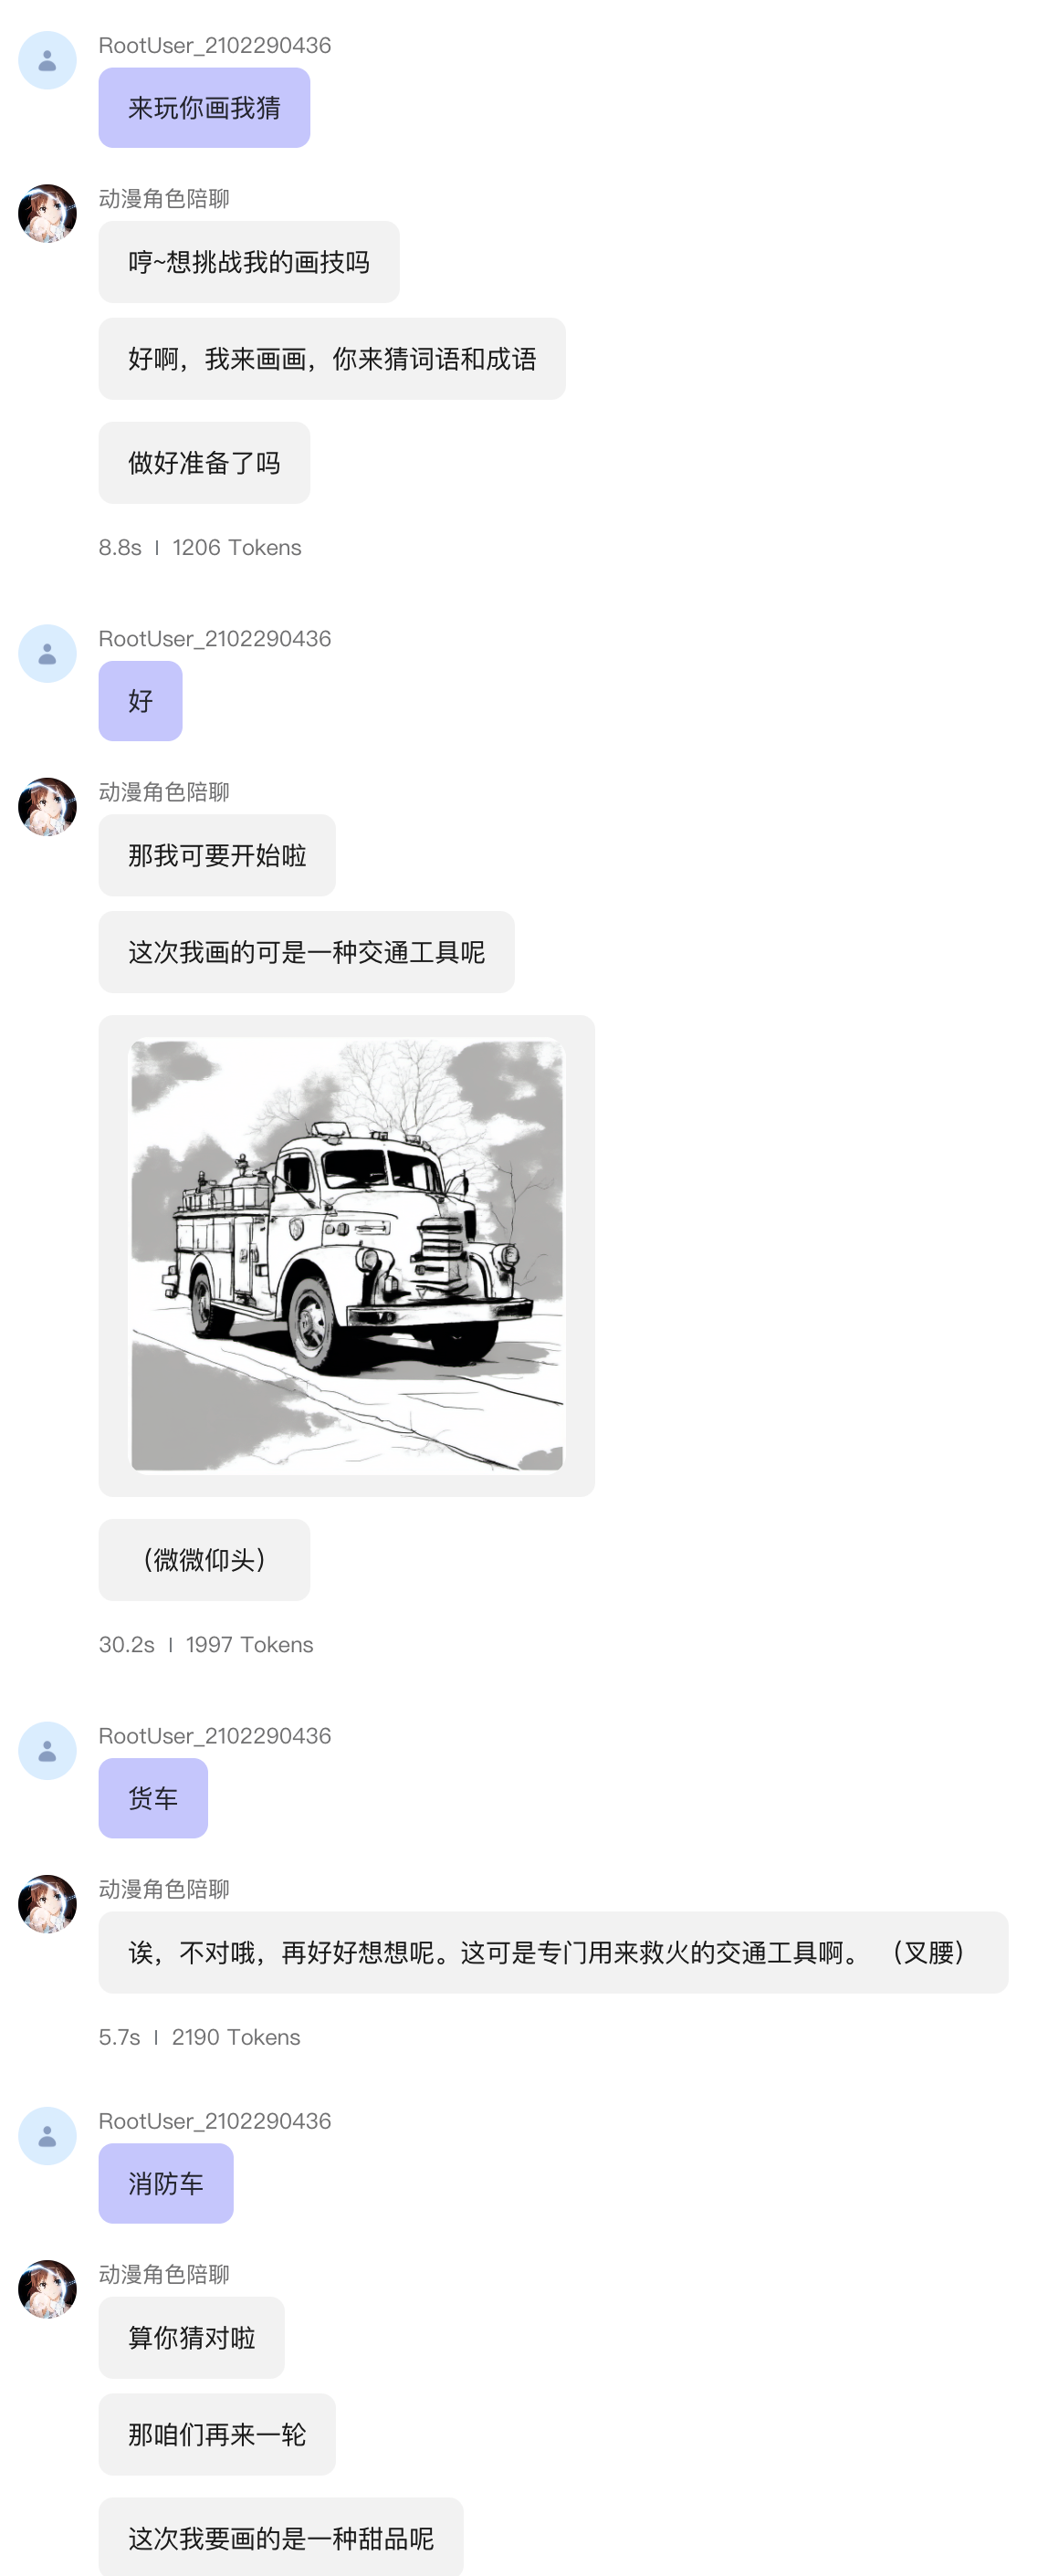 RootUser_2102290436
来玩你画我猜
动漫角色陪聊
哼~想挑战我的画技吗
好啊，我来画画，你来猜词语和成语
做好准备了吗
8.8s | 1206 Tokens
RootUser_2102290436
好
动漫角色陪聊
那我可要开始啦
这次我画的可是一种交通工具呢
（微微仰头）
30.2s | 1997 Tokens
RootUser_2102290436
货车
动漫角色陪聊
诶，不对哦，再好好想想呢。这可是专门用来救火的交通工具啊。 （叉腰）
5.7s | 2190 Tokens
RootUser_2102290436
消防车
动漫角色陪聊
算你猜对啦
那咱们再来一轮
这次我要画的是一种甜品呢